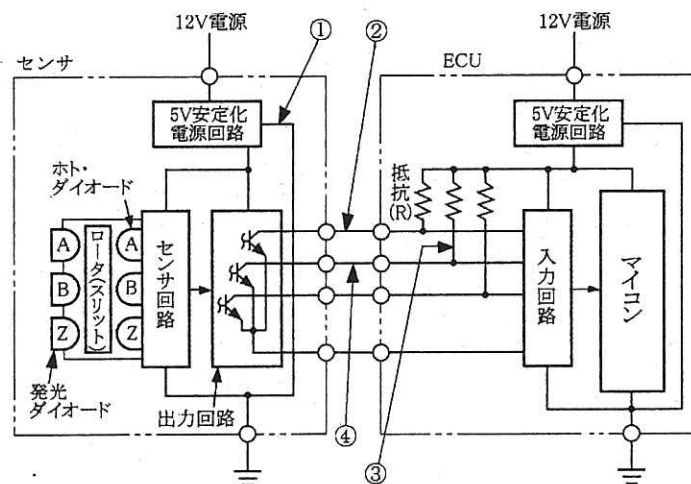 12V電源
①
②
12V電源
センサ
ECU
5V安定化
電源回路
5V安定化
電源回路
ホト・
ダイオード
抵抗
(R)
A
B
Z
ロータ(スリット)
A
B
Z
センサ回路
入力回路
マイコン
発光
ダイオード
出力回路
④
③